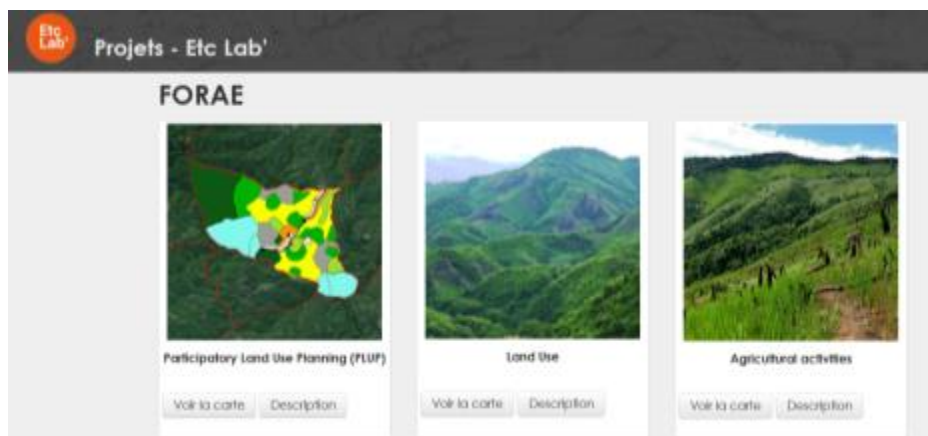 Etc
Lab'
Projets - Etc Lab'
FORAE
Participatory Land Use Planning (PLUP)
Land Use
Agricultural activities
Voir la carte
Description
Voir la carte
Description
Voir la carte
Description